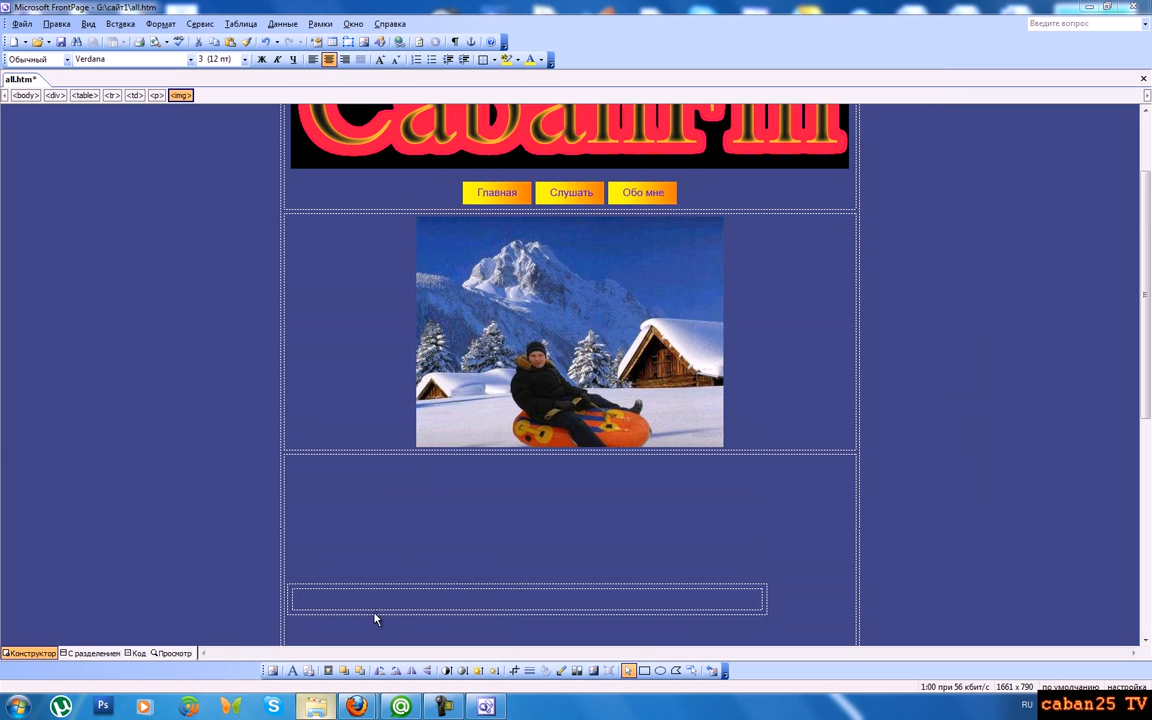 Microsoft FrontPage - G:\сайт1\all.htm
Файл Правка Вид Вставка Формат Сервис Таблица Данные Рамки Окно Справка
Введите вопрос
Обычный Verdana 3 (12 пт) Ж К Ч
all.htm*
<body> <div> <table> <tr> <td> <p> <img>
CabanFm
Главная Слушать Обо мне
Конструктор С разделением Код Просмотр
1:00 при 56 кбит/с 1661 x 790 по умолчанию настройка
RU
caban25 TV